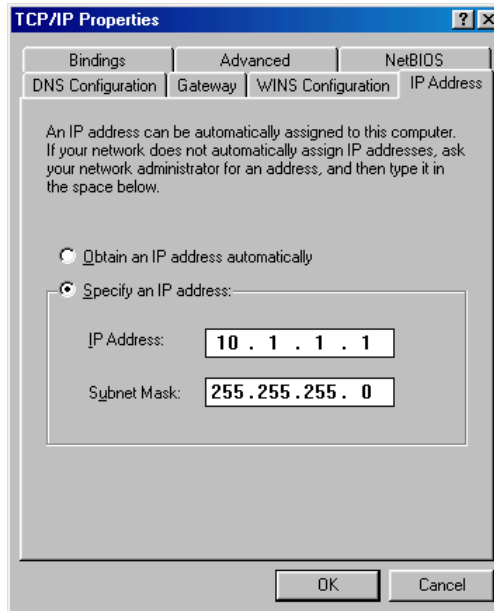 TCP/IP Properties
Bindings Advanced NetBIOS
DNS Configuration Gateway WINS Configuration IP Address
An IP address can be automatically assigned to this computer.
If your network does not automatically assign IP addresses, ask
your network administrator for an address, and then type it in
the space below.
Obtain an IP address automatically
Specify an IP address:
IP Address: 10 . 1 . 1 . 1
Subnet Mask: 255.255.255. 0
OK Cancel